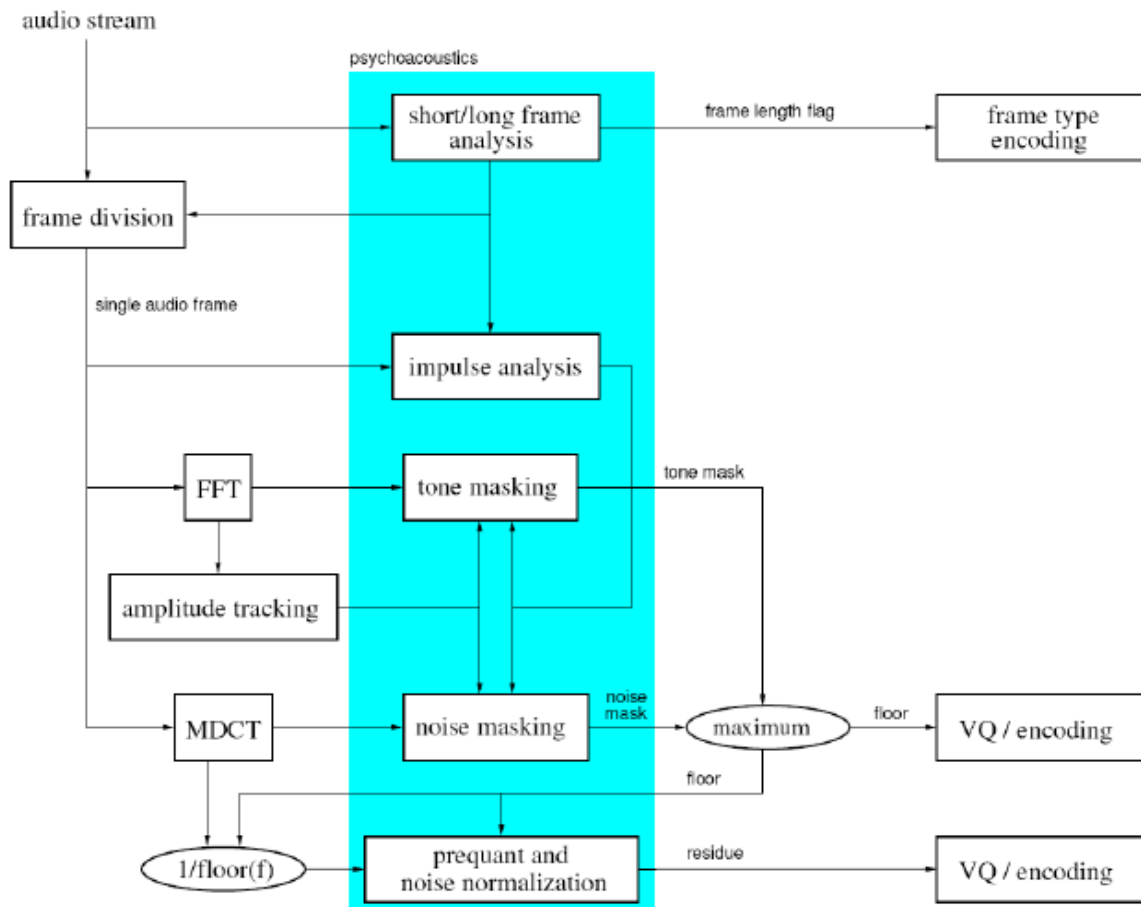 audio stream
psychoacoustics
short/long frame
analysis
frame length flag
frame type
encoding
frame division
single audio frame
impulse analysis
FFT
tone masking
tone mask
amplitude tracking
MDCT
noise masking
noise
mask
maximum
floor
VQ / encoding
floor
1/floor(f)
prequant and
noise normalization
residue
VQ / encoding